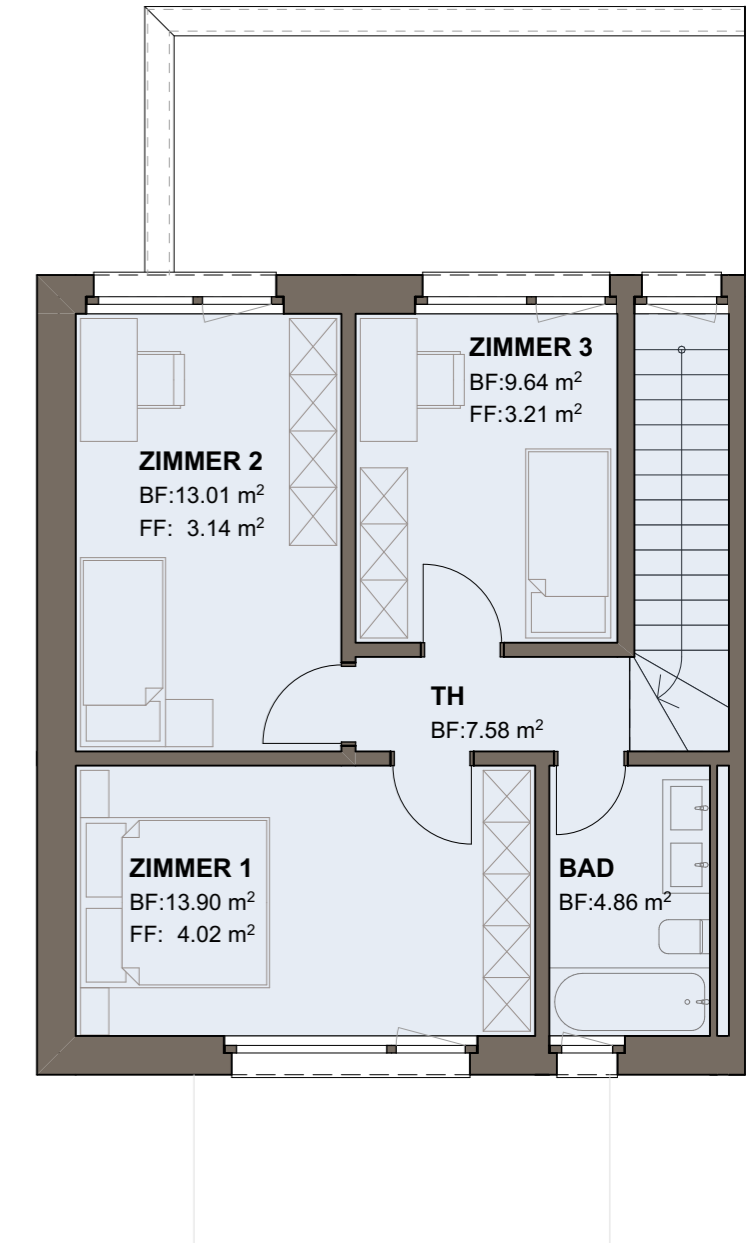 ZIMMER 3
BF:9.64 m²
FF:3.21 m²
ZIMMER 2
BF:13.01 m²
FF: 3.14 m²
TH
BF:7.58 m²
ZIMMER 1
BF:13.90 m²
FF: 4.02 m²
BAD
BF:4.86 m²